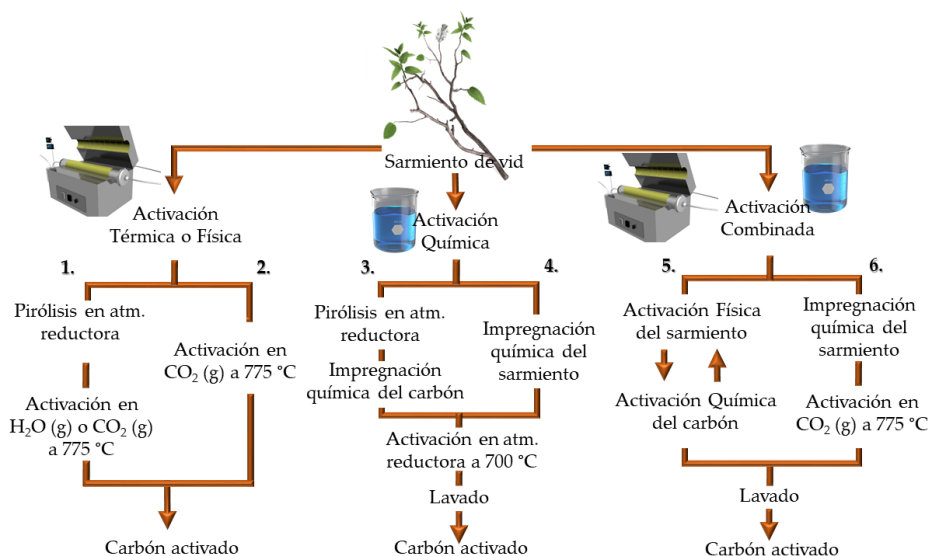 Sarmiento de vid
Activación
Térmica o Física
1.
2.
Pirólisis en atm.
reductora
Activación en
H₂O (g) o CO₂ (g)
a 775 °C
Activación en
CO₂ (g) a 775 °C
Carbón activado
Activación
Química
3.
4.
Pirólisis en atm.
reductora
Impregnación
química del carbón
Impregnación
química del
sarmiento
Activación en atm.
reductora a 700 °C
Lavado
Carbón activado
Activación
Combinada
5.
6.
Activación Física
del sarmiento
Activación Química
del carbón
Impregnación
química del
sarmiento
Activación en
CO₂ (g) a 775 °C
Lavado
Carbón activado